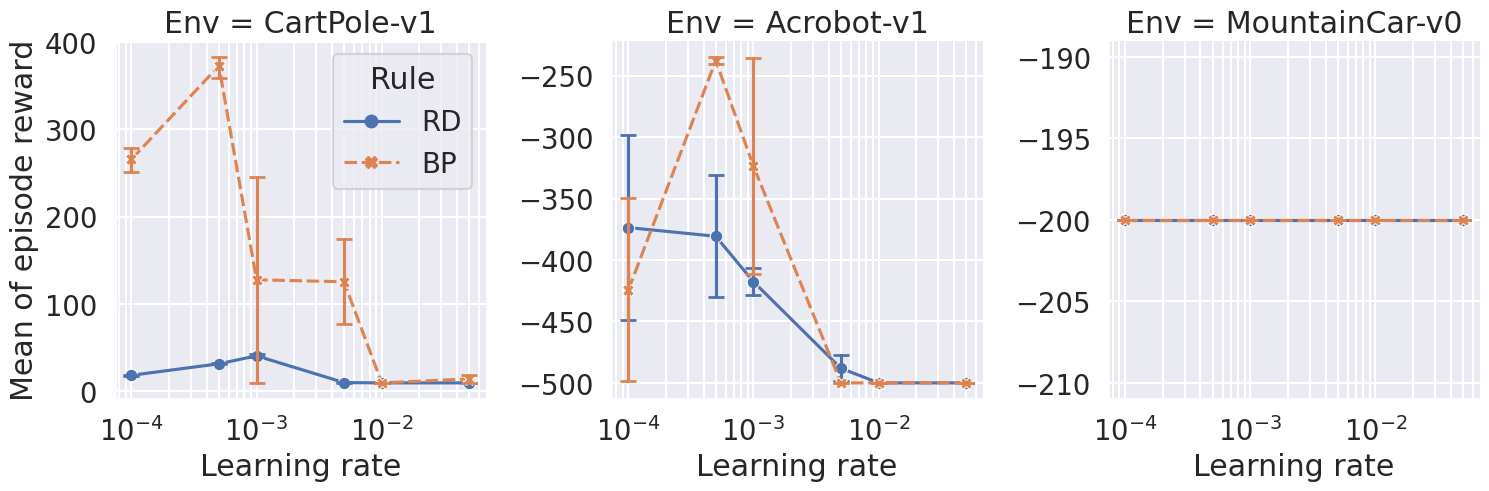 Env = CartPole-v1
Mean of episode reward
400
300
200
100
0
Rule
RD
BP
10⁻⁴
10⁻³
10⁻²
Learning rate
Env = Acrobot-v1
−250
−300
−350
−400
−450
−500
10⁻⁴
10⁻³
10⁻²
Learning rate
Env = MountainCar-v0
−190
−195
−200
−205
−210
10⁻⁴
10⁻³
10⁻²
Learning rate